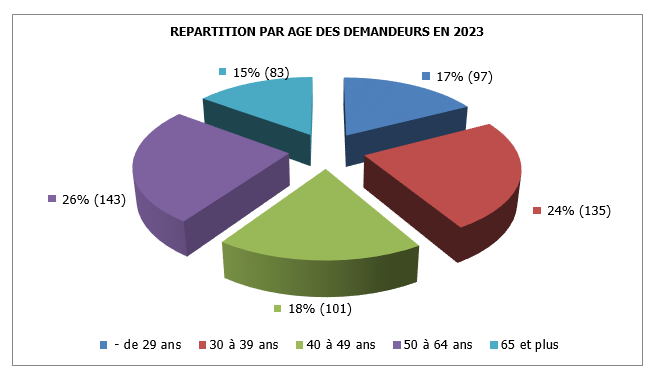 REPARTITION PAR AGE DES DEMANDEURS EN 2023
15% (83)
17% (97)
26% (143)
24% (135)
18% (101)
- de 29 ans 30 à 39 ans 40 à 49 ans 50 à 64 ans 65 et plus